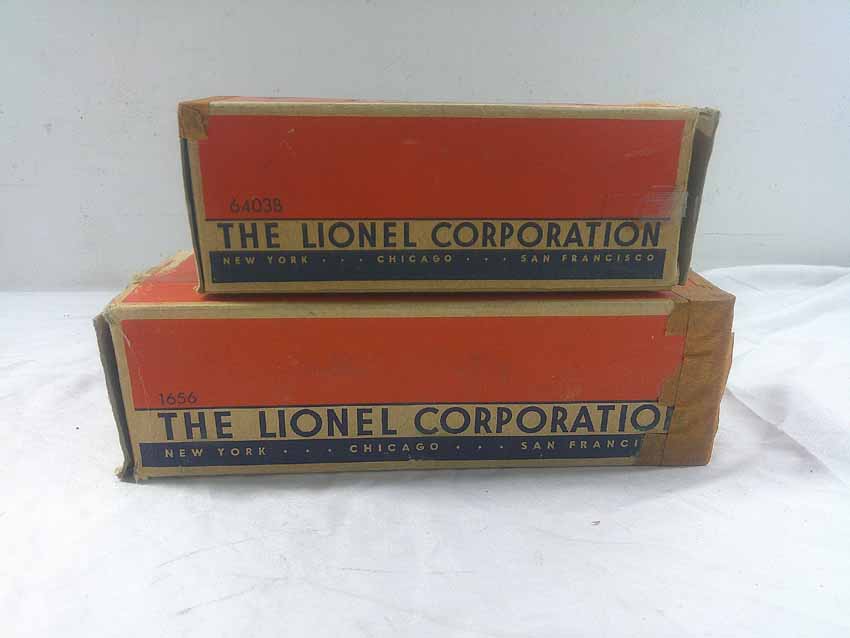 6403B
THE LIONEL CORPORATION
NEW YORK · · · CHICAGO · · · SAN FRANCISCO
1656
THE LIONEL CORPORATION
NEW YORK · · · CHICAGO · · · SAN FRANCI